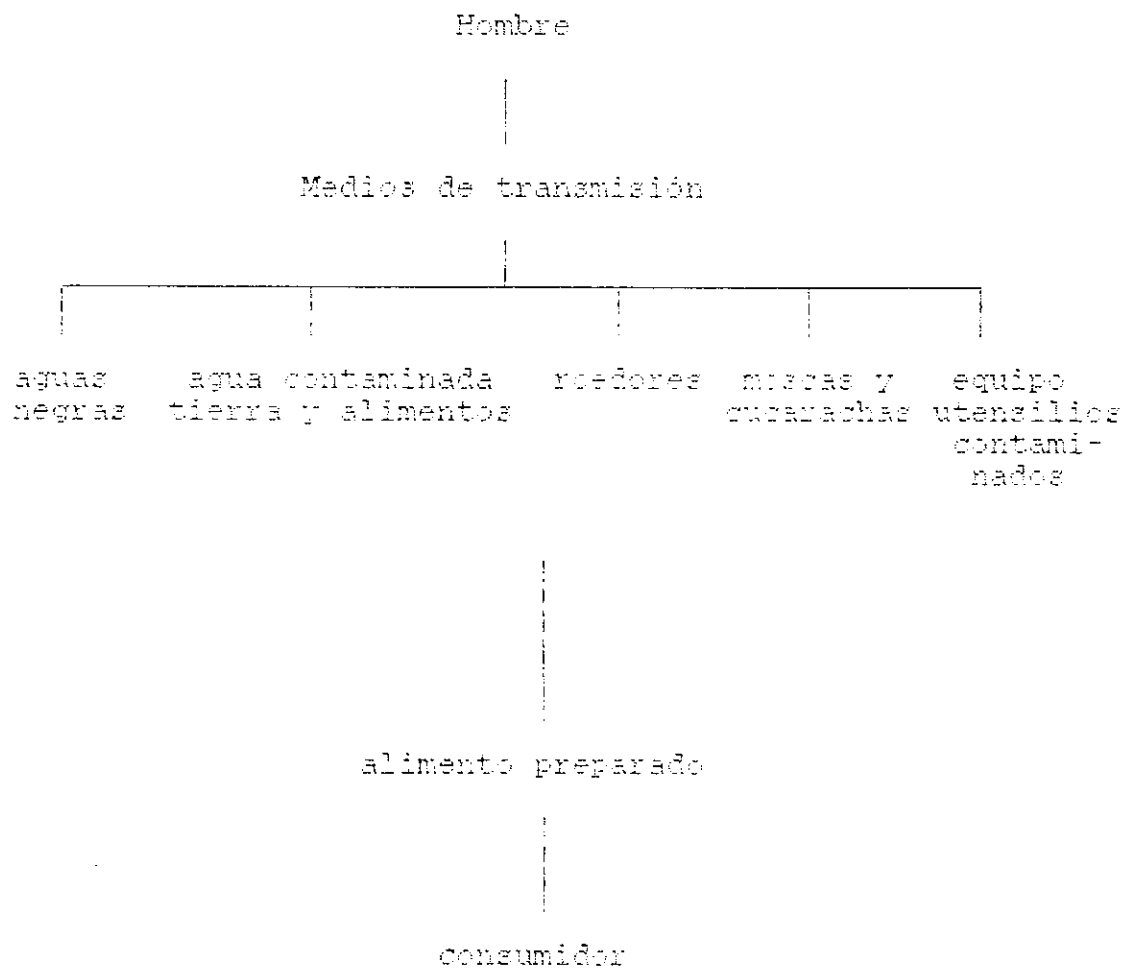 Hombre
Medios de transmisión
aguas negras
agua contaminada
tierra y alimentos
roedores
moscas y
cucarachas
equipo
utensilios
contami-
nados
alimento preparado
consumidor